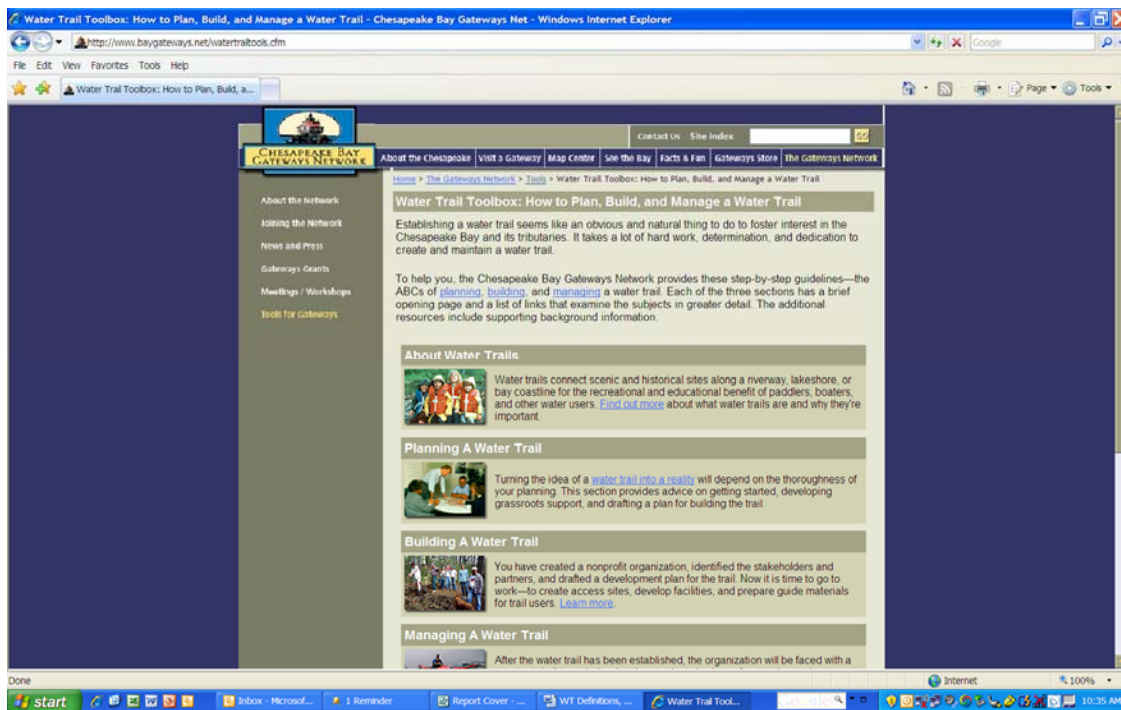 Water Trail Toolbox: How to Plan, Build, and Manage a Water Trail - Chesapeake Bay Gateways Net - Windows Internet Explorer
http://www.baygateways.net/watertrailtools.cfm
Google
File Edit View Favorites Tools Help
Water Trail Toolbox: How to Plan, Build, a...
Page Tools
Contact Us Site Index GO
CHESAPEAKE BAY
GATEWAYS NETWORK
About the Chesapeake Visit a Gateway Map Center See the Bay Facts & Fun Gateways Store The Gateways Network
Home > The Gateways Network > Tools > Water Trail Toolbox: How to Plan, Build, and Manage a Water Trail
About the Network
Joining the Network
News and Press
Gateways Grants
Meetings / Workshops
Tools for Gateways
Water Trail Toolbox: How to Plan, Build, and Manage a Water Trail
Establishing a water trail seems like an obvious and natural thing to do to foster interest in the
Chesapeake Bay and its tributaries. It takes a lot of hard work, determination, and dedication to
create and maintain a water trail.
To help you, the Chesapeake Bay Gateways Network provides these step-by-step guidelines—the
ABCs of planning, building, and managing a water trail. Each of the three sections has a brief
opening page and a list of links that examine the subjects in greater detail. The additional
resources include supporting background information.
About Water Trails
Water trails connect scenic and historical sites along a riverway, lakeshore, or
bay coastline for the recreational and educational benefit of paddlers, boaters,
and other water users. Find out more about what water trails are and why they're
important.
Planning A Water Trail
Turning the idea of a water trail into a reality will depend on the thoroughness of
your planning. This section provides advice on getting started, developing
grassroots support, and drafting a plan for building the trail.
Building A Water Trail
You have created a nonprofit organization, identified the stakeholders and
partners, and drafted a development plan for the trail. Now it is time to go to
work—to create access sites, develop facilities, and prepare guide materials
for trail users. Learn more.
Managing A Water Trail
After the water trail has been established, the organization will be faced with a
Done
Internet
100%
start
Inbox - Microsof...
1 Reminder
Report Cover - ...
WT Definitions, ...
Water Trail Tool...
Google
10:35 AM